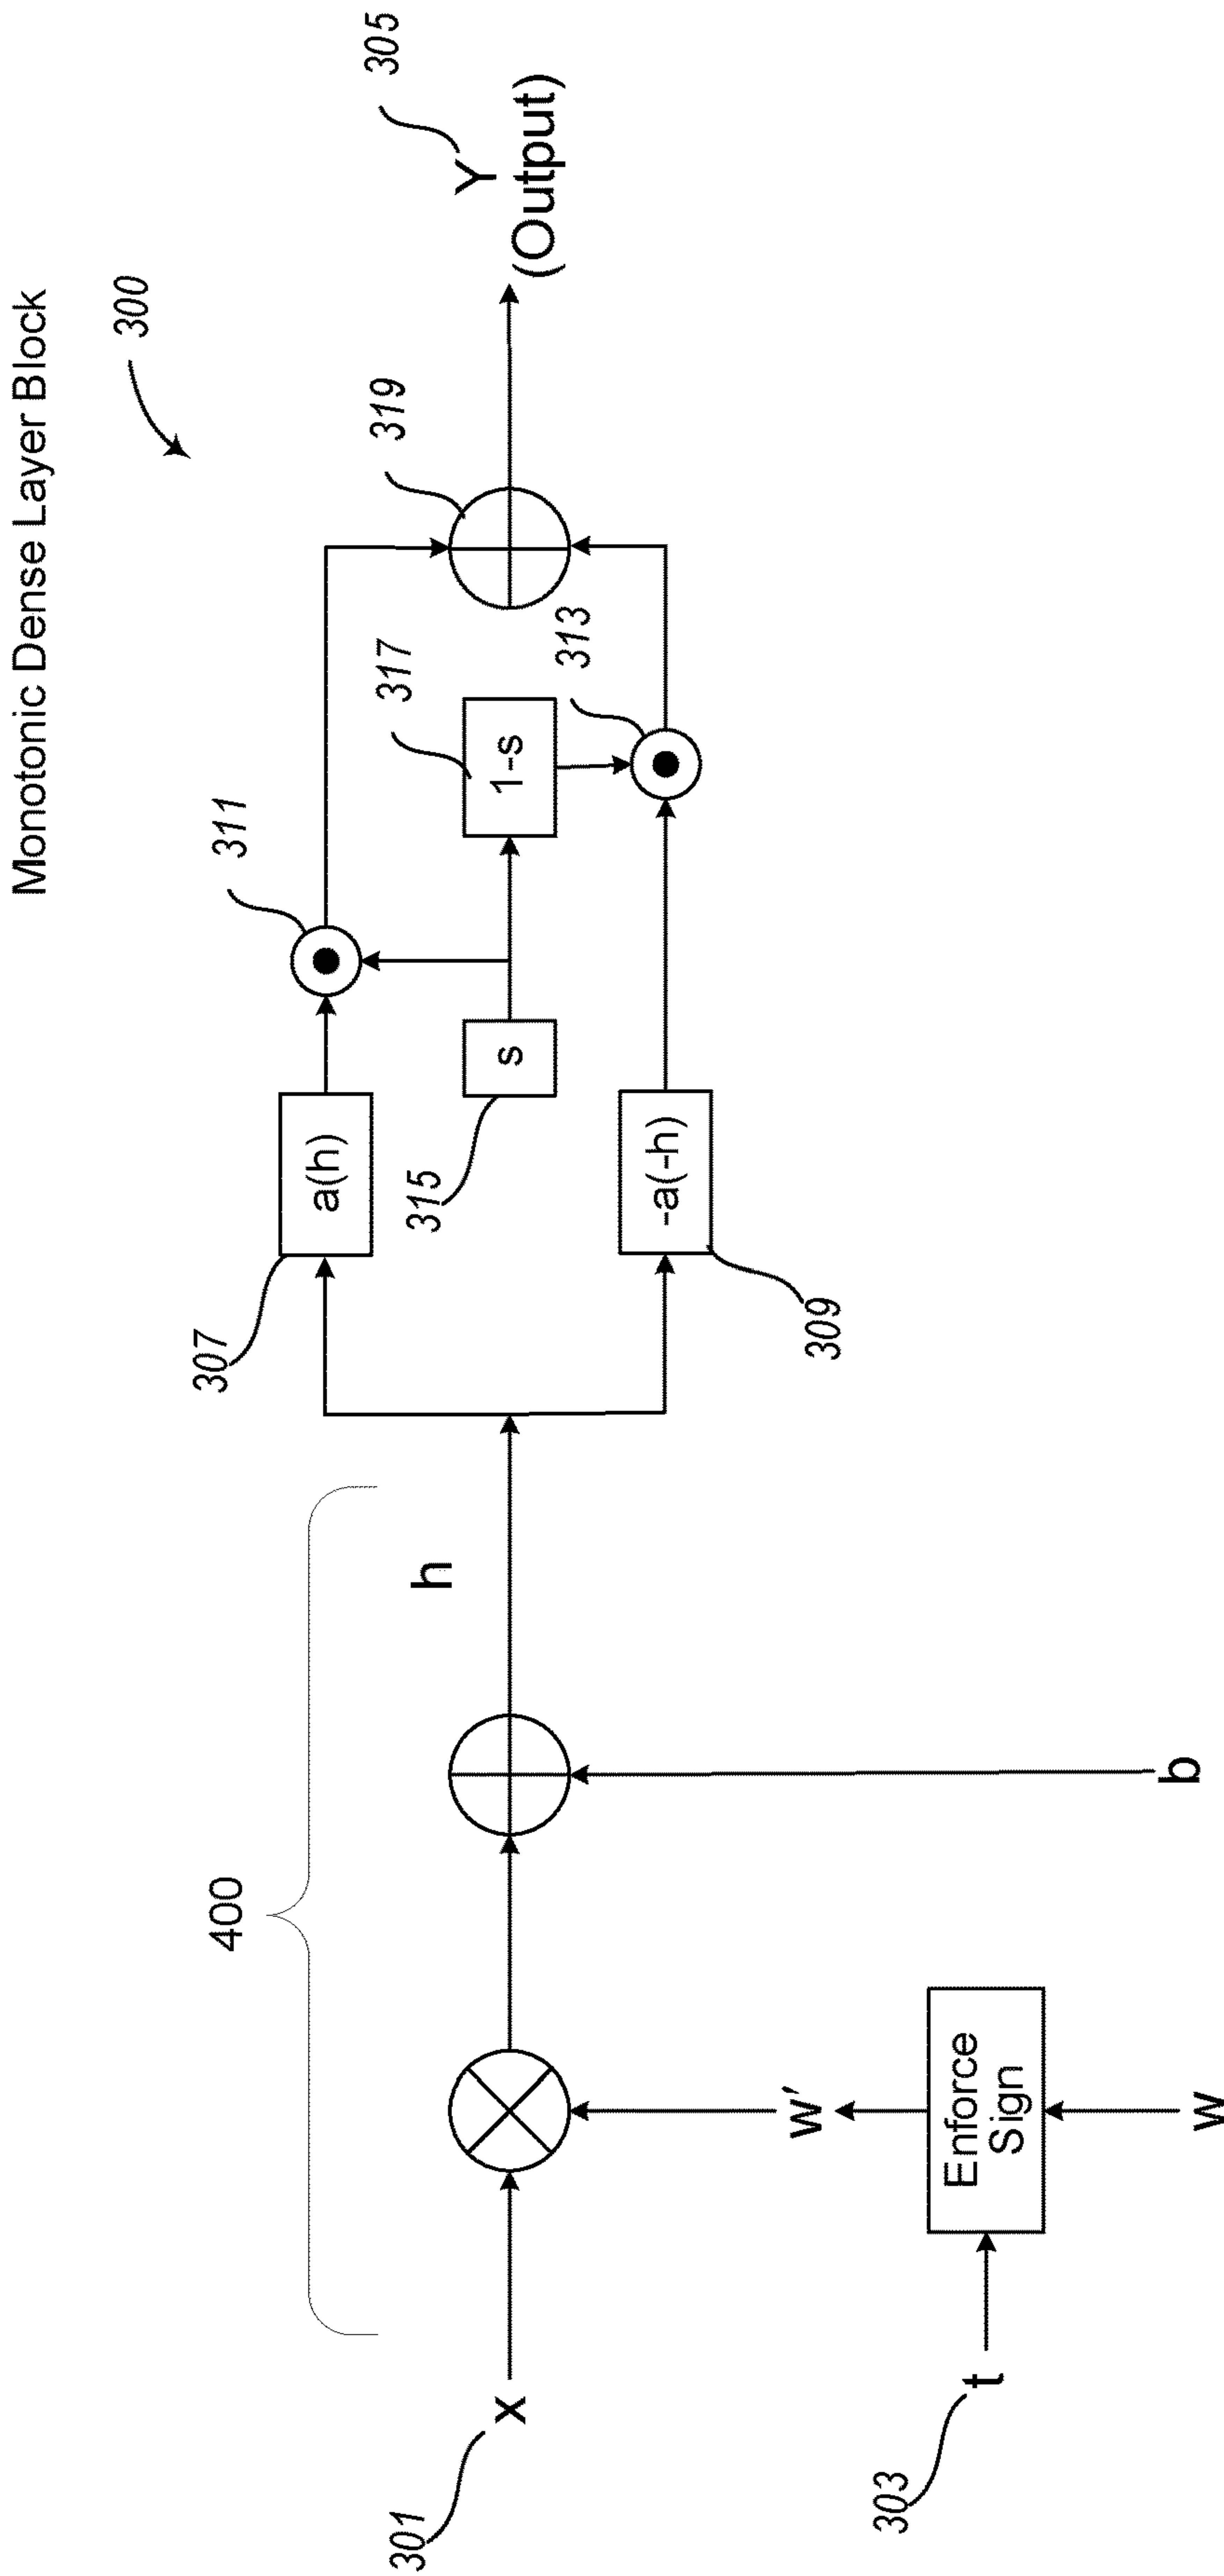 Monotonic Dense Layer Block
300
400
301
x
h
307
a(h)
311
315
s
317
1-s
319
305
Y
(Output)
309
-a(-h)
313
303
t
Enforce
Sign
w'
w
b